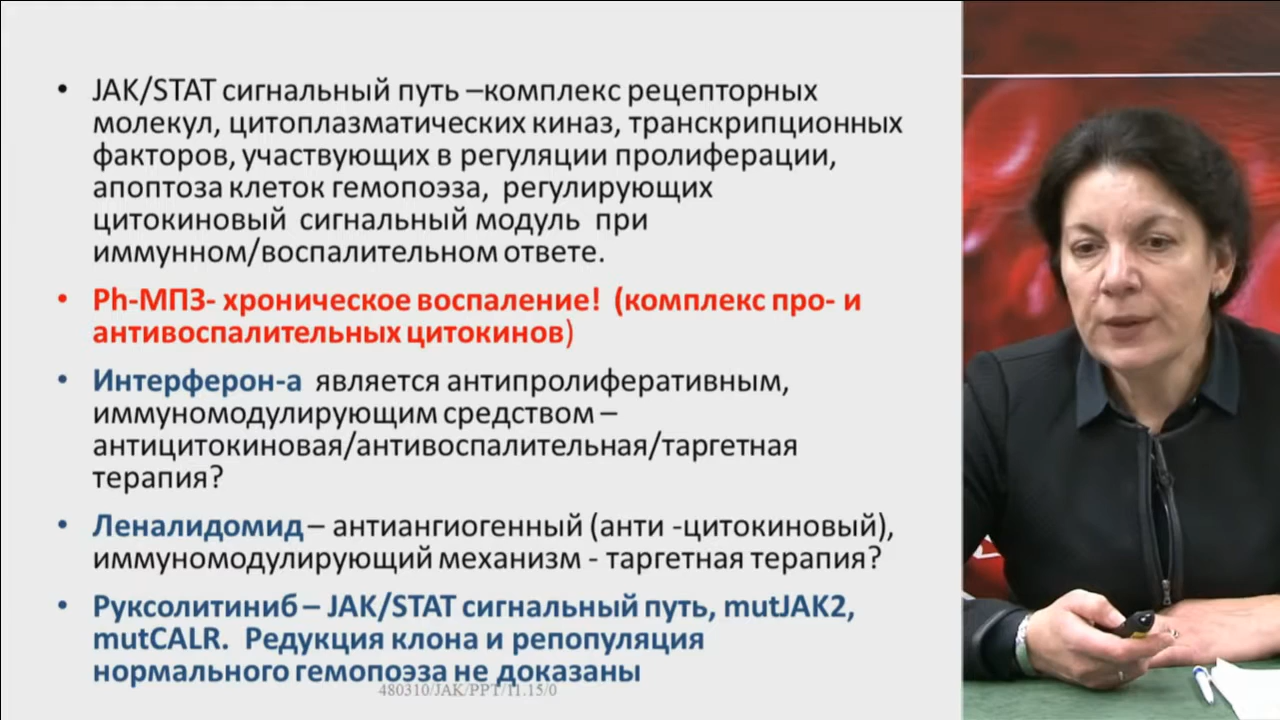 • JAK/STAT сигнальный путь –комплекс рецепторных
молекул, цитоплазматических киназ, транскрипционных
факторов, участвующих в регуляции пролиферации,
апоптоза клеток гемопоэза, регулирующих
цитокиновый сигнальный модуль при
иммунном/воспалительном ответе.
• Ph-МПЗ- хроническое воспаление! (комплекс про- и
антивоспалительных цитокинов)
• Интерферон-а является антипролиферативным,
иммуномодулирующим средством –
антицитокиновая/антивоспалительная/таргетная
терапия?
• Леналидомид – антиангиогенный (анти -цитокиновый),
иммуномодулирующий механизм - таргетная терапия?
• Руксолитиниб – JAK/STAT сигнальный путь, mutJAK2,
mutCALR. Редукция клона и репопуляция
нормального гемопоэза не доказаны
480310/JAK/PPT/11.15/0